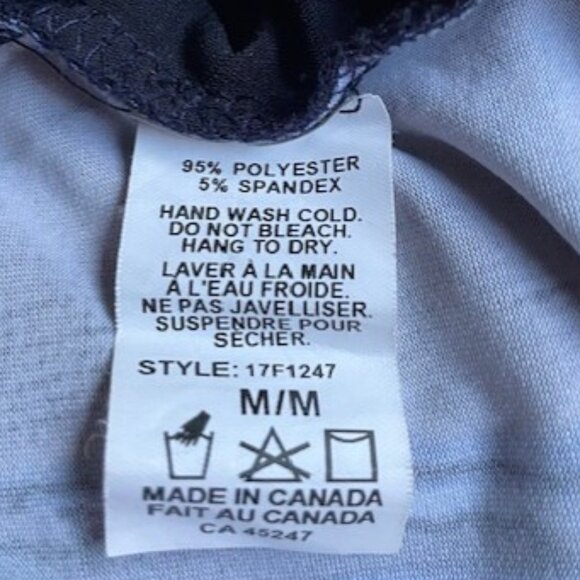 95% POLYESTER
5% SPANDEX
HAND WASH COLD.
DO NOT BLEACH.
HANG TO DRY.
LAVER À LA MAIN
À L'EAU FROIDE.
NE PAS JAVELLISER.
SUSPENDRE POUR
SÉCHER.
STYLE: 17F1247
M/M
MADE IN CANADA
FAIT AU CANADA
CA 45247